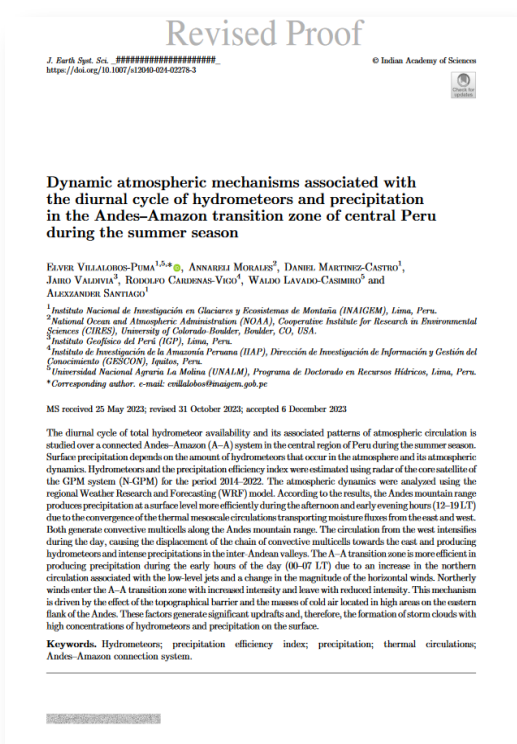 Revised Proof
J. Earth Syst. Sci. _#####################_
© Indian Academy of Sciences
https://doi.org/10.1007/s12040-024-02278-3
Check for
updates
Dynamic atmospheric mechanisms associated with
the diurnal cycle of hydrometeors and precipitation
in the Andes–Amazon transition zone of central Peru
during the summer season
ELVER VILLALOBOS-PUMA1,5,*, ANNARELI MORALES2, DANIEL MARTINEZ-CASTRO1,
JAIRO VALDIVIA3, RODOLFO CARDENAS-VIGO4, WALDO LAVADO-CASIMIRO5 and
ALEXZANDER SANTIAGO1
1Instituto Nacional de Investigación en Glaciares y Ecosistemas de Montaña (INAIGEM), Lima, Peru.
2National Ocean and Atmospheric Administration (NOAA), Cooperative Institute for Research in Environmental
Sciences (CIRES), University of Colorado-Boulder, Boulder, CO, USA.
3Instituto Geofísico del Perú (IGP), Lima, Peru.
4Instituto de Investigación de la Amazonía Peruana (IIAP), Dirección de Investigación de Información y Gestión del
Conocimiento (GESCON), Iquitos, Peru.
5Universidad Nacional Agraria La Molina (UNALM), Programa de Doctorado en Recursos Hídricos, Lima, Peru.
*Corresponding author. e-mail: evillalobos@inaigem.gob.pe
MS received 25 May 2023; revised 31 October 2023; accepted 6 December 2023
The diurnal cycle of total hydrometeor availability and its associated patterns of atmospheric circulation is
studied over a connected Andes–Amazon (A–A) system in the central region of Peru during the summer season.
Surface precipitation depends on the amount of hydrometeors that occur in the atmosphere and its atmospheric
dynamics. Hydrometeors and the precipitation efficiency index were estimated using radar of the core satellite of
the GPM system (N-GPM) for the period 2014–2022. The atmospheric dynamics were analyzed using the
regional Weather Research and Forecasting (WRF) model. According to the results, the Andes mountain range
produces precipitation at a surface level more efficiently during the afternoon and early evening hours (12–19 LT)
due to the convergence of the thermal mesoscale circulations transporting moisture fluxes from the east and west.
Both generate convective multicells along the Andes mountain range. The circulation from the west intensifies
during the day, causing the displacement of the chain of convective multicells towards the east and producing
hydrometeors and intense precipitations in the inter-Andean valleys. The A–A transition zone is more efficient in
producing precipitation during the early hours of the day (00–07 LT) due to an increase in the northern
circulation associated with the low-level jets and a change in the magnitude of the horizontal winds. Northerly
winds enter the A–A transition zone with increased intensity and leave with reduced intensity. This mechanism
is driven by the effect of the topographical barrier and the masses of cold air located in high areas on the eastern
flank of the Andes. These factors generate significant updrafts and, therefore, the formation of storm clouds with
high concentrations of hydrometeors and precipitation on the surface.
Keywords. Hydrometeors; precipitation efficiency index; precipitation; thermal circulations;
Andes–Amazon connection system.